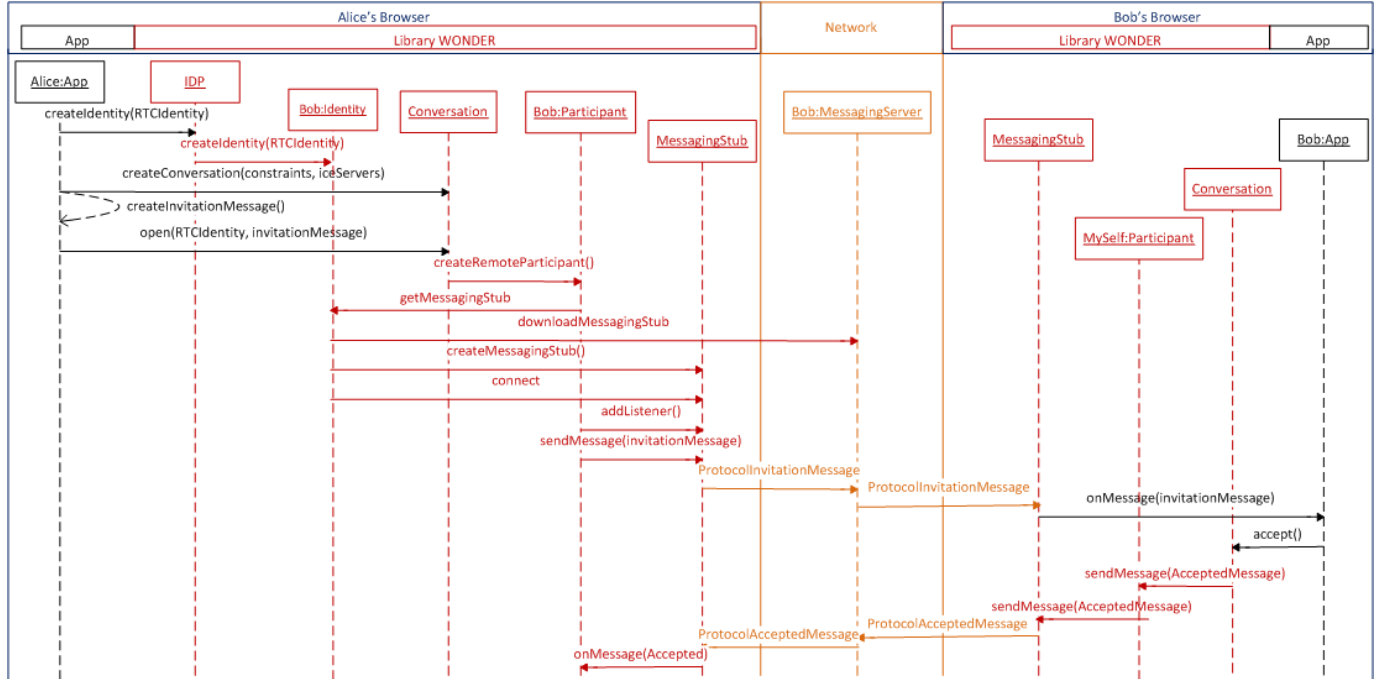 Alice's Browser
Network
Bob's Browser
App
Library WONDER
Library WONDER
App
Alice:App
IDP
Bob:Identity
Conversation
Bob:Participant
MessagingStub
Bob:MessagingServer
MessagingStub
Bob:App
Conversation
MySelf:Participant
createIdentity(RTCIdentity)
createIdentity(RTCIdentity)
createConversation(constraints, iceServers)
createInvitationMessage()
open(RTCIdentity, invitationMessage)
createRemoteParticipant()
getMessagingStub
downloadMessagingStub
createMessagingStub()
connect
addListener()
sendMessage(invitationMessage)
ProtocolInvitationMessage
ProtocolInvitationMessage
onMessage(invitationMessage)
accept()
sendMessage(AcceptedMessage)
sendMessage(AcceptedMessage)
ProtocolAcceptedMessage
ProtocolAcceptedMessage
onMessage(Accepted)